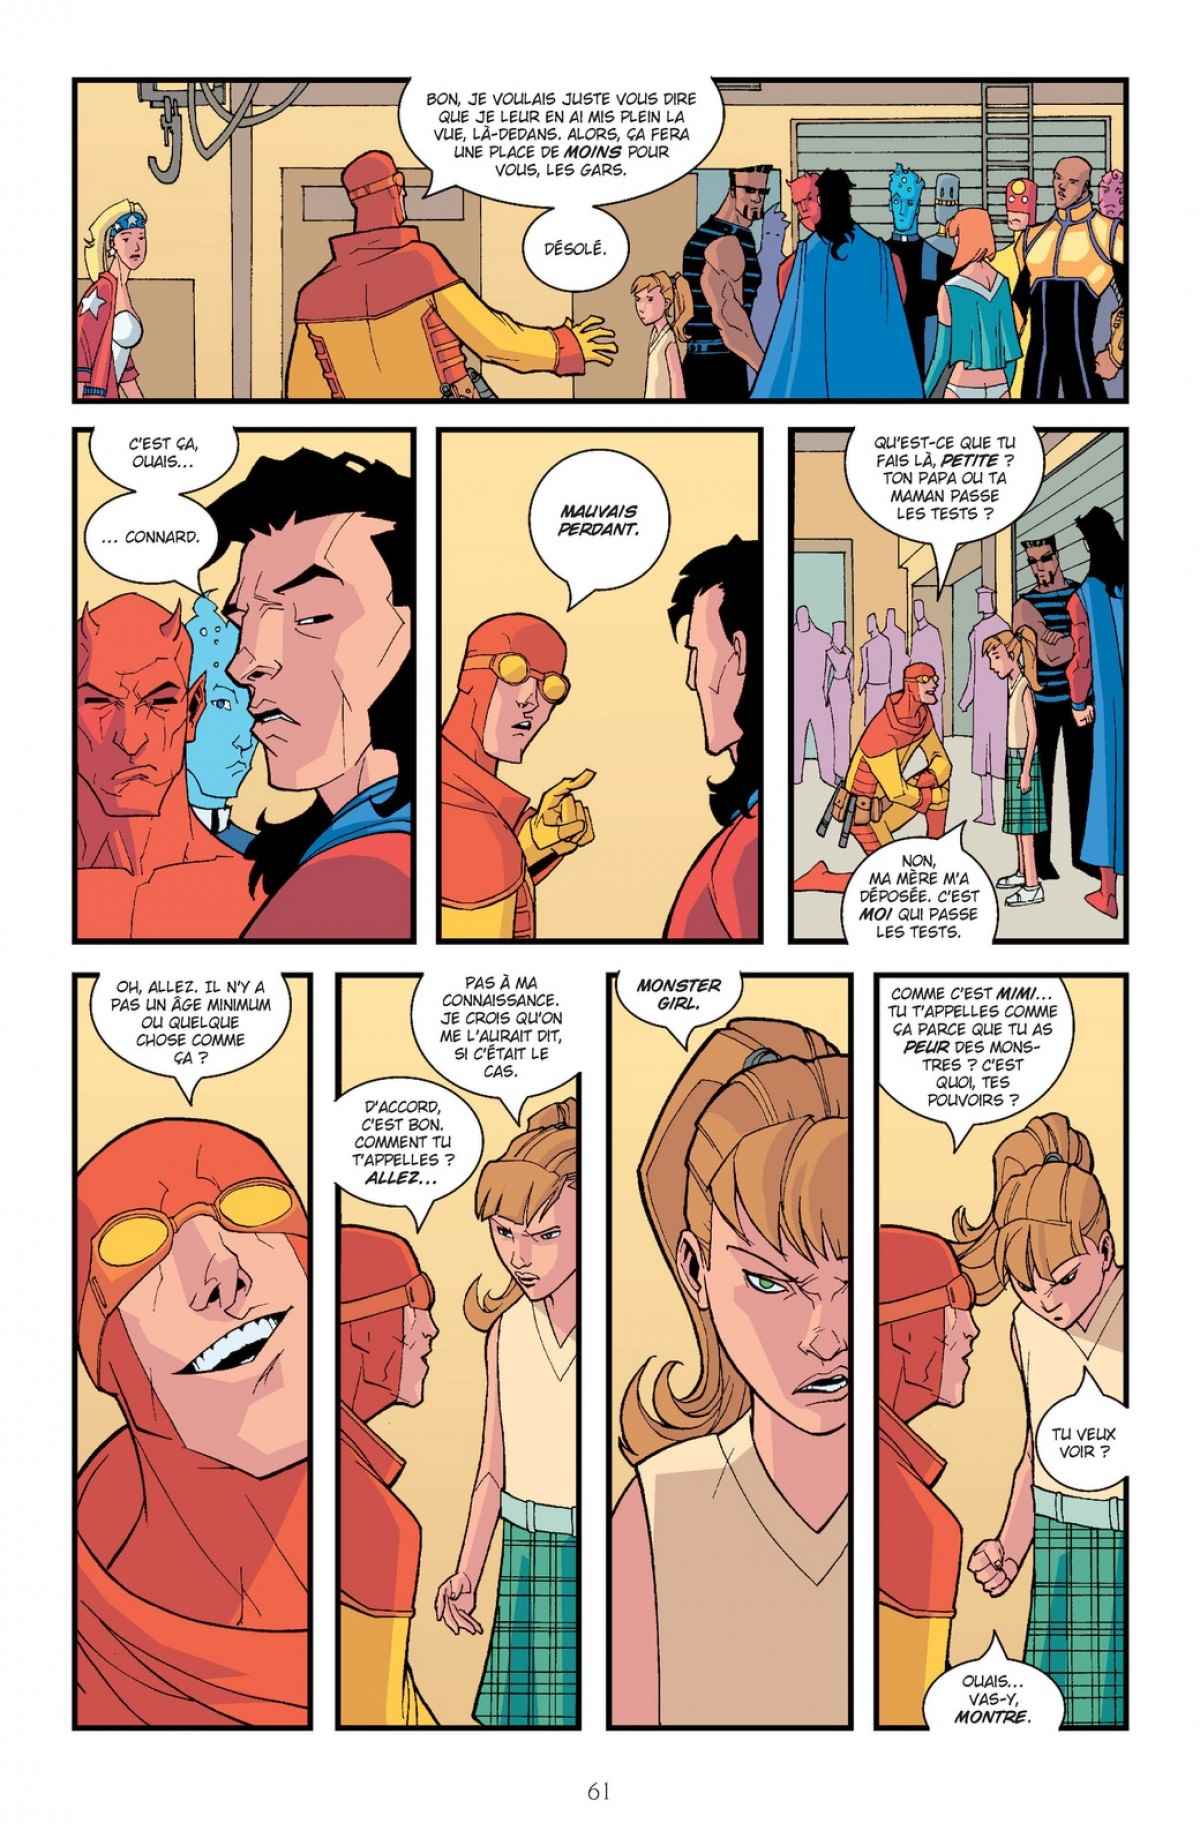 BON, JE VOULAIS JUSTE VOUS DIRE
QUE JE LEUR EN AI MIS PLEIN LA
VUE, LÀ-DEDANS. ALORS, ÇA FERA
UNE PLACE DE MOINS POUR
VOUS, LES GARS.
DÉSOLÉ.
C'EST ÇA,
OUAIS...
... CONNARD.
MAUVAIS
PERDANT.
QU'EST-CE QUE TU
FAIS LÀ, PETITE ?
TON PAPA OU TA
MAMAN PASSE
LES TESTS ?
NON,
MA MÈRE M'A
DÉPOSÉE. C'EST
MOI QUI PASSE
LES TESTS.
OH, ALLEZ. IL N'Y A
PAS UN ÂGE MINIMUM
OU QUELQUE
CHOSE COMME
ÇA ?
PAS À MA
CONNAISSANCE.
JE CROIS QU'ON
ME L'AURAIT DIT,
SI C'ÉTAIT LE
CAS.
D'ACCORD,
C'EST BON.
COMMENT TU
T'APPELLES ?
ALLEZ...
MONSTER
GIRL.
COMME C'EST MIMI...
TU T'APPELLES COMME
ÇA PARCE QUE TU AS
PEUR DES MONS-
TRES ? C'EST
QUOI, TES
POUVOIRS ?
TU VEUX
VOIR ?
OUAIS...
VAS-Y,
MONTRE.
61